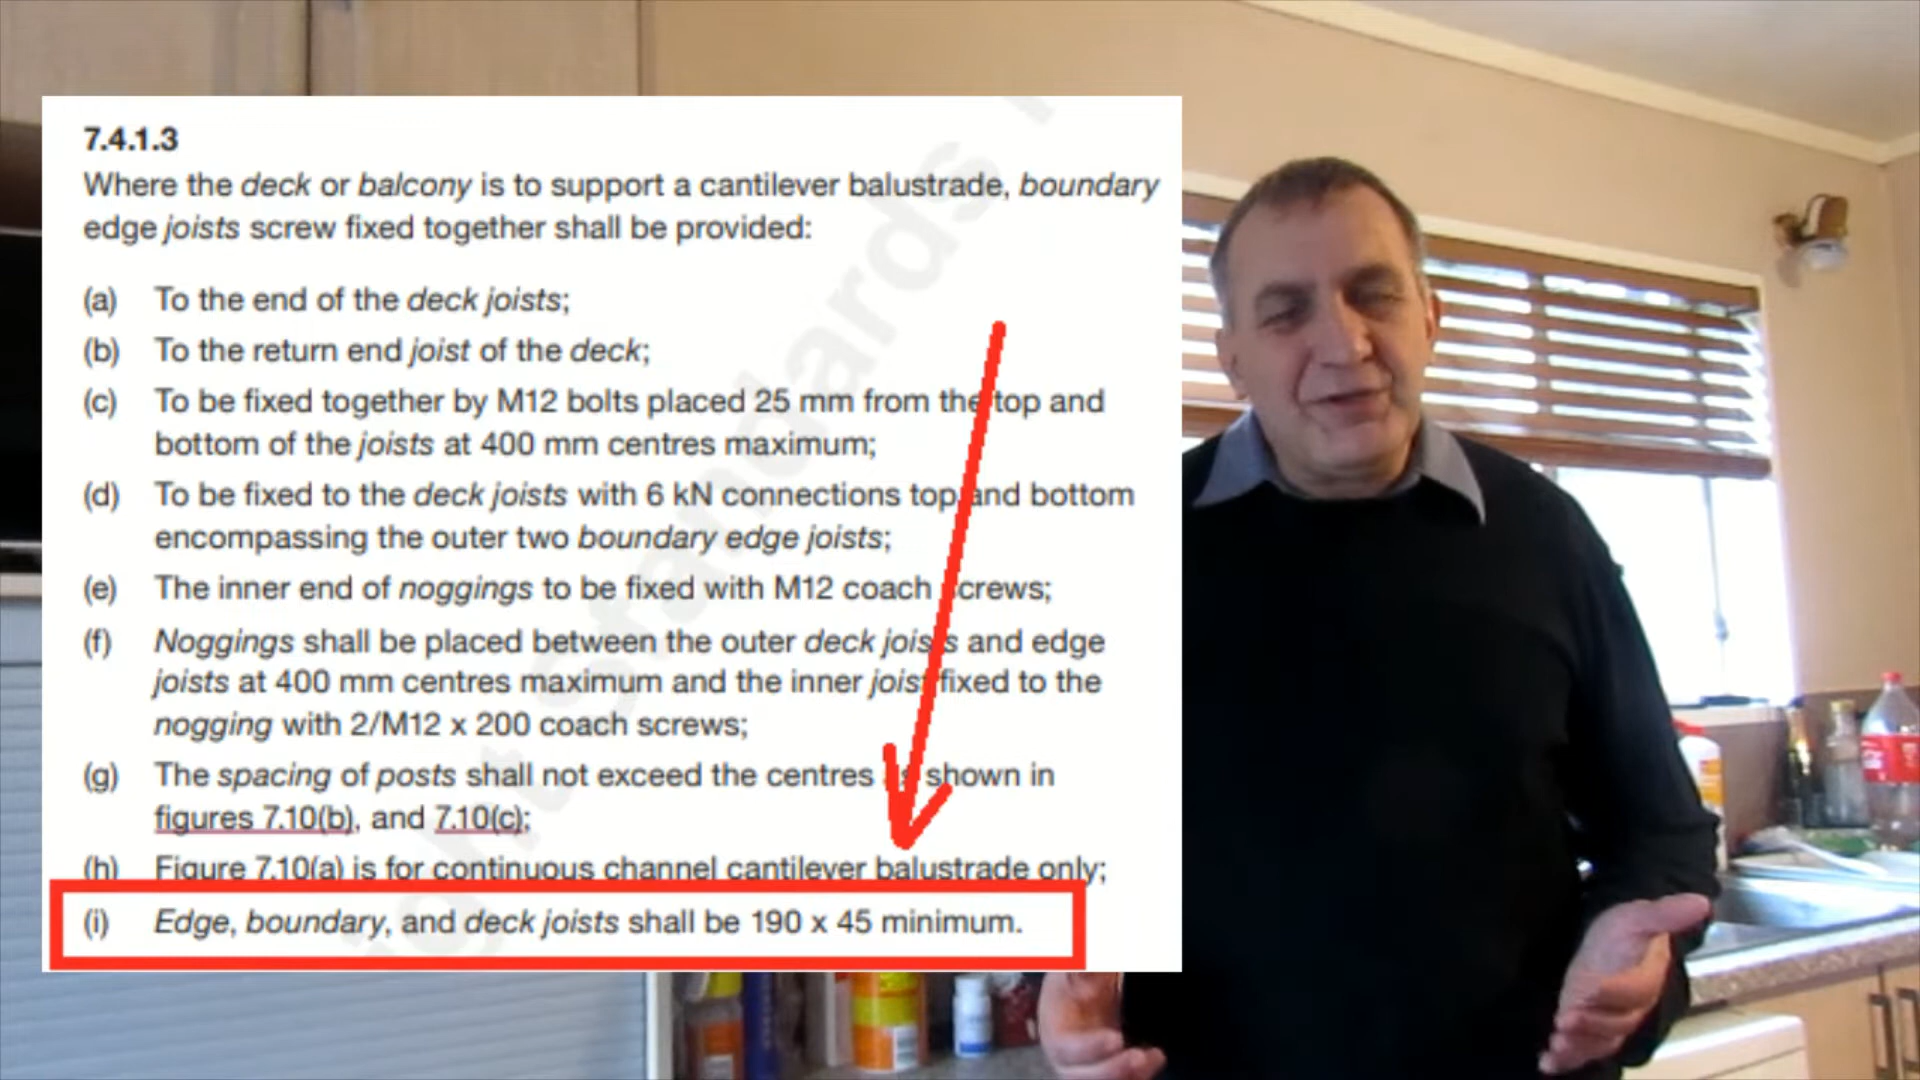 7.4.1.3
Where the deck or balcony is to support a cantilever balustrade, boundary
edge joists screw fixed together shall be provided:
(a) To the end of the deck joists;
(b) To the return end joist of the deck;
(c) To be fixed together by M12 bolts placed 25 mm from the top and
bottom of the joists at 400 mm centres maximum;
(d) To be fixed to the deck joists with 6 kN connections top and bottom
encompassing the outer two boundary edge joists;
(e) The inner end of noggings to be fixed with M12 coach screws;
(f) Noggings shall be placed between the outer deck joists and edge
joists at 400 mm centres maximum and the inner joist fixed to the
nogging with 2/M12 x 200 coach screws;
(g) The spacing of posts shall not exceed the centres as shown in
figures 7.10(b), and 7.10(c);
(h) Figure 7.10(a) is for continuous channel cantilever balustrade only;
(i) Edge, boundary, and deck joists shall be 190 x 45 minimum.